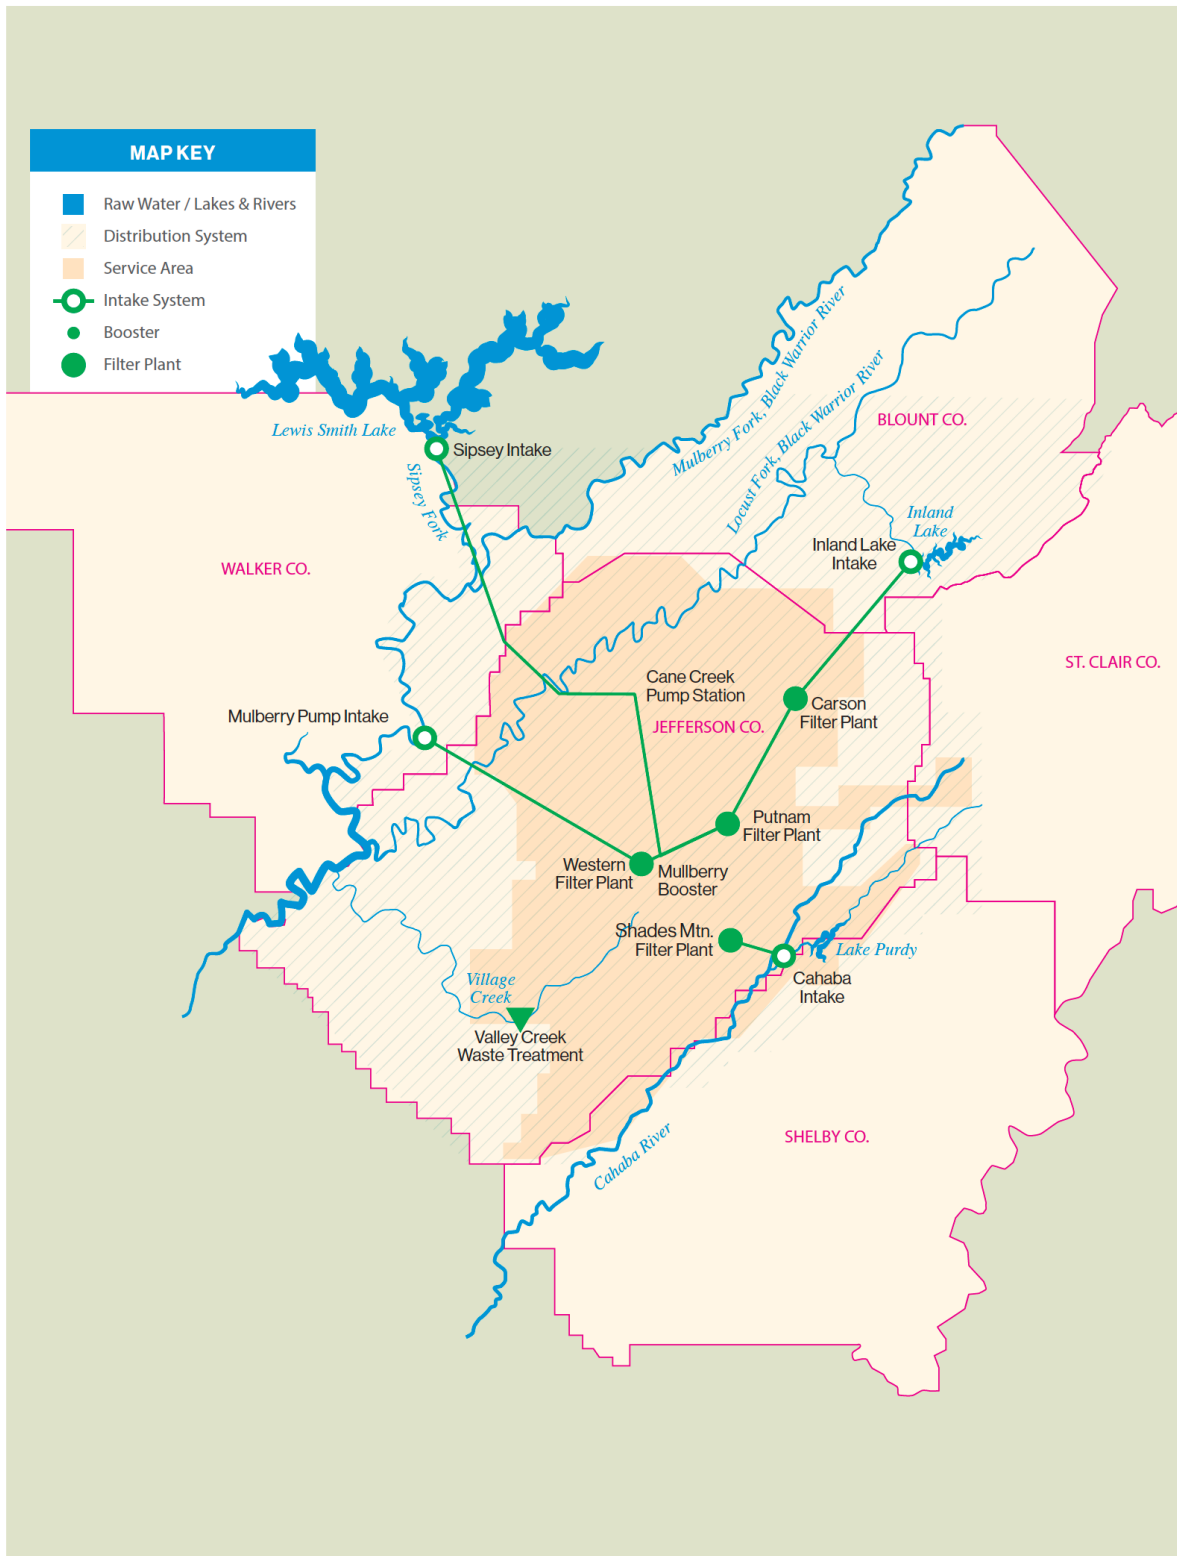 MAP KEY
Raw Water / Lakes & Rivers
Distribution System
Service Area
Intake System
Booster
Filter Plant
Mulberry Fork, Black Warrior River
Locust Fork, Black Warrior River
BLOUNT CO.
Lewis Smith Lake
Sipsey Intake
Sipsey Fork
Inland
Lake
Inland Lake
Intake
WALKER CO.
ST. CLAIR CO.
Cane Creek
Pump Station
JEFFERSON CO.
Carson
Filter Plant
Mulberry Pump Intake
Putnam
Filter Plant
Western
Filter Plant
Mullberry
Booster
Shades Mtn.
Filter Plant
Lake Purdy
Cahaba
Intake
Village
Creek
Valley Creek
Waste Treatment
Cahaba River
SHELBY CO.